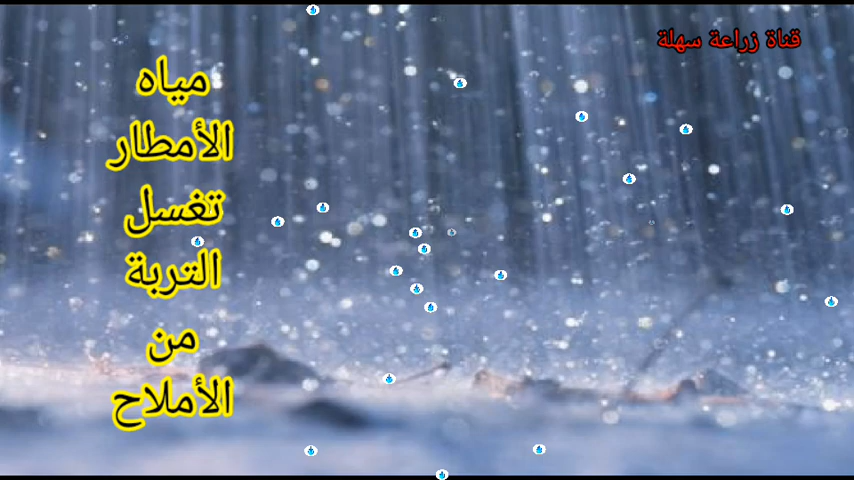 قناة زراعة سهلة
مياه
الأمطار
تغسل
التربة
من
الأملاح